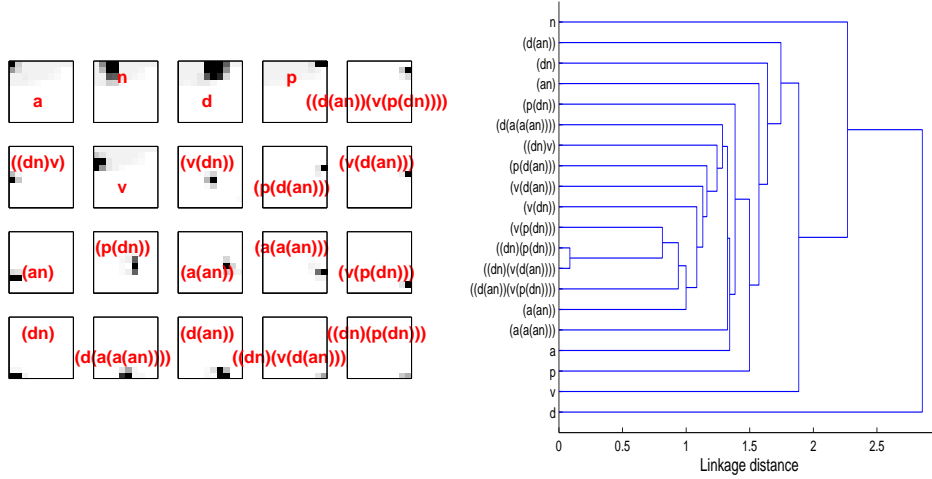 a
n
d
p
((d(an))(v(p(dn))))
((dn)v)
v
(v(dn))
(p(d(an)))
(v(d(an)))
(an)
(p(dn))
(a(an))
(a(a(an)))
(v(p(dn)))
(dn)
(d(a(a(an))))
(d(an))
((dn)(v(d(an))))
((dn)(p(dn)))
n
(d(an))
(dn)
(an)
(p(dn))
(d(a(a(an))))
((dn)v)
(p(d(an)))
(v(d(an)))
(v(dn))
(v(p(dn)))
((dn)(p(dn)))
((dn)(v(d(an))))
((d(an))(v(p(dn))))
(a(an))
(a(a(an)))
a
p
v
d
0 0.5 1 1.5 2 2.5
Linkage distance